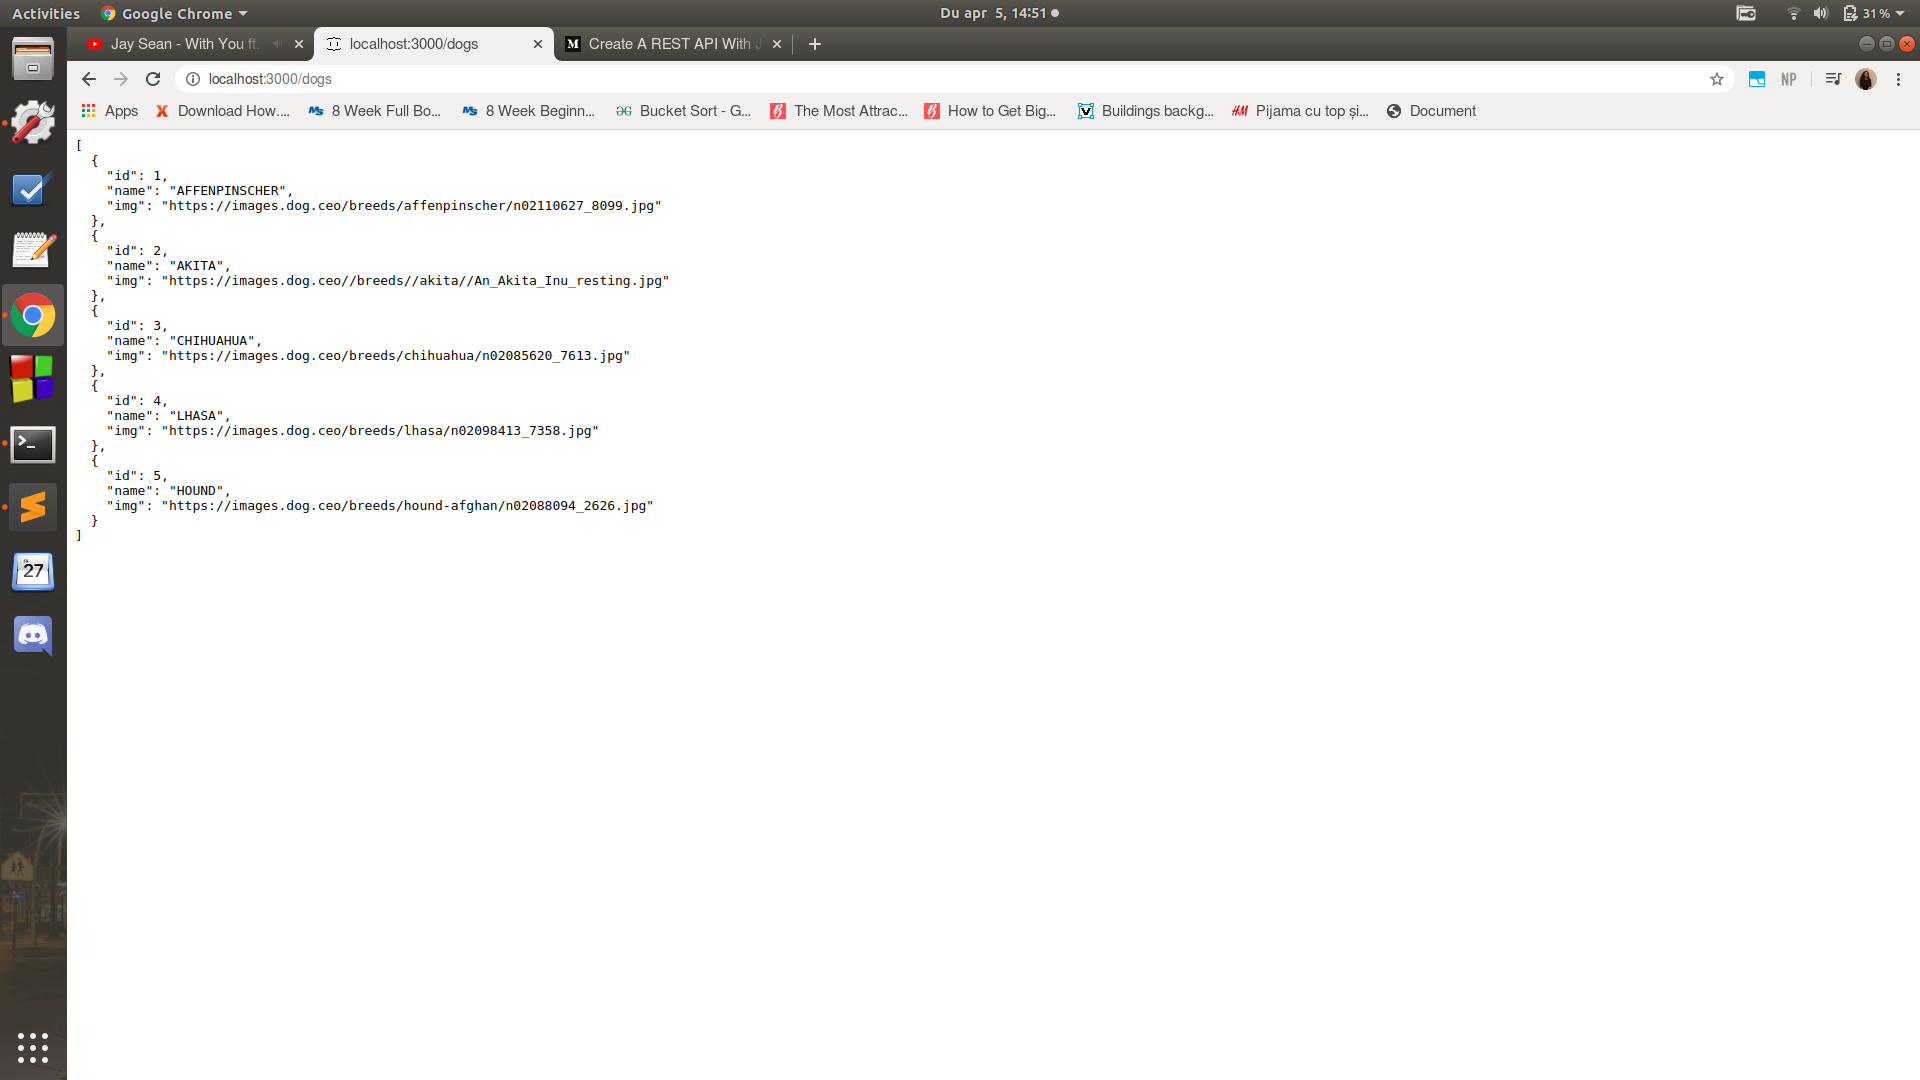 Activities Google Chrome Du apr 5, 14:51 31 %
Jay Sean - With You ft. localhost:3000/dogs M Create A REST API With J
localhost:3000/dogs NP
Apps Download How.... 8 Week Full Bo... 8 Week Beginn... Bucket Sort - G... The Most Attrac... How to Get Big... Buildings backg... H&M Pijama cu top și... Document
[
  {
    "id": 1,
    "name": "AFFENPINSCHER",
    "img": "https://images.dog.ceo/breeds/affenpinscher/n02110627_8099.jpg"
  },
  {
    "id": 2,
    "name": "AKITA",
    "img": "https://images.dog.ceo//breeds//akita//An_Akita_Inu_resting.jpg"
  },
  {
    "id": 3,
    "name": "CHIHUAHUA",
    "img": "https://images.dog.ceo/breeds/chihuahua/n02085620_7613.jpg"
  },
  {
    "id": 4,
    "name": "LHASA",
    "img": "https://images.dog.ceo/breeds/lhasa/n02098413_7358.jpg"
  },
  {
    "id": 5,
    "name": "HOUND",
    "img": "https://images.dog.ceo/breeds/hound-afghan/n02088094_2626.jpg"
  }
]
27